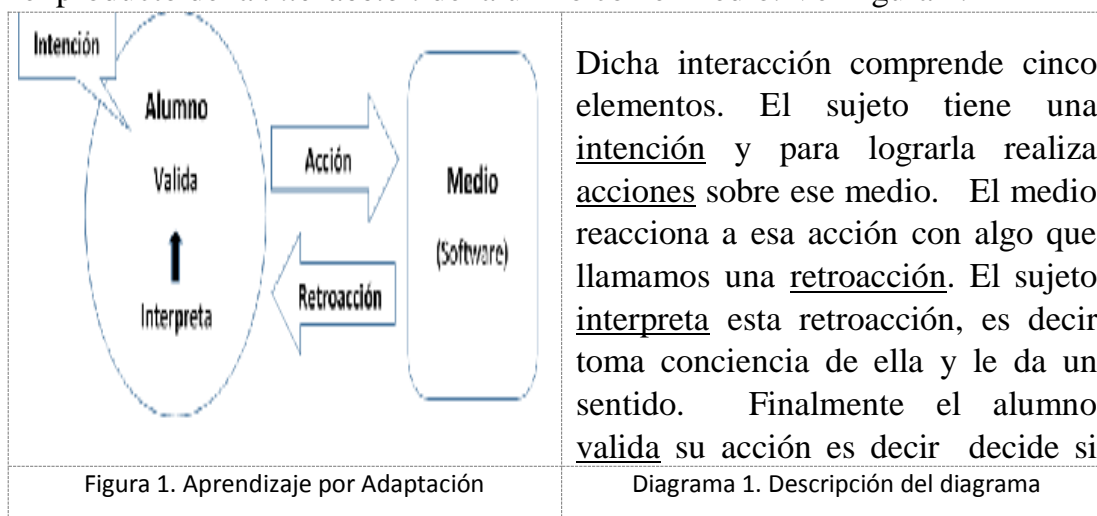 Intención
Alumno
Valida
Interpreta
Acción
Retroacción
Medio
(Software)
Figura 1. Aprendizaje por Adaptación
Dicha interacción comprende cinco
elementos. El sujeto tiene una
intención y para lograrla realiza
acciones sobre ese medio. El medio
reacciona a esa acción con algo que
llamamos una retroacción. El sujeto
interpreta esta retroacción, es decir
toma conciencia de ella y le da un
sentido. Finalmente el alumno
valida su acción es decir decide si
Diagrama 1. Descripción del diagrama